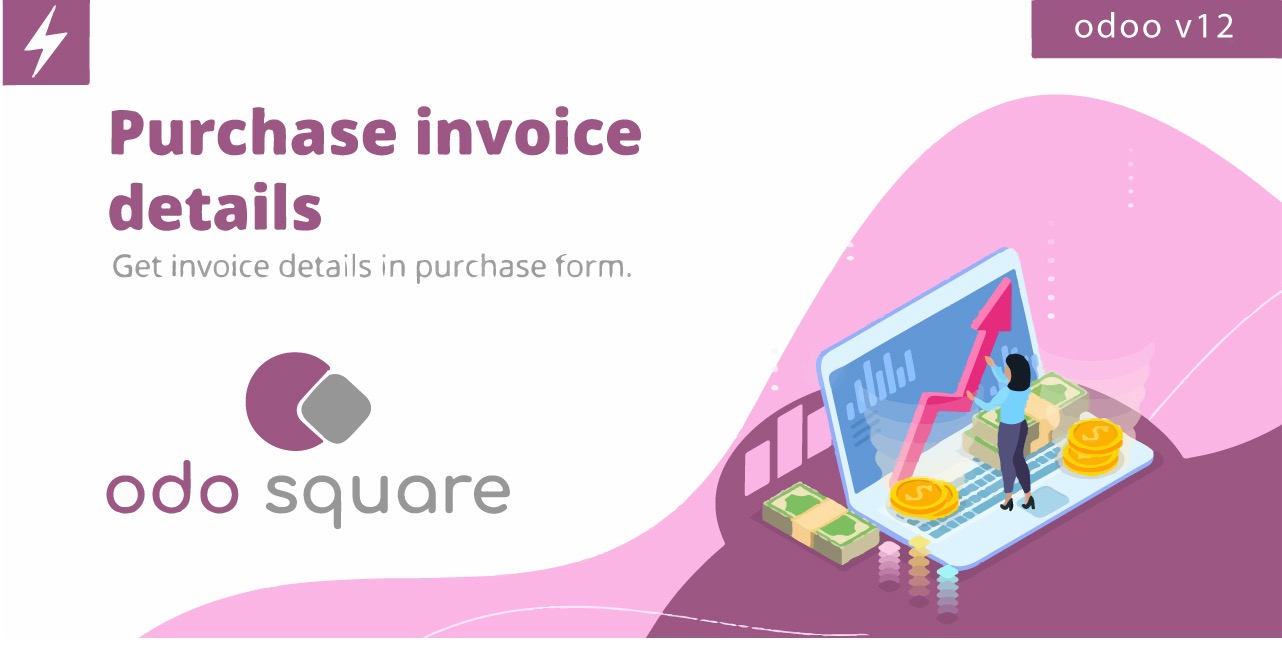 odoo v12
Purchase invoice
details
Get invoice details in purchase form.
odo square